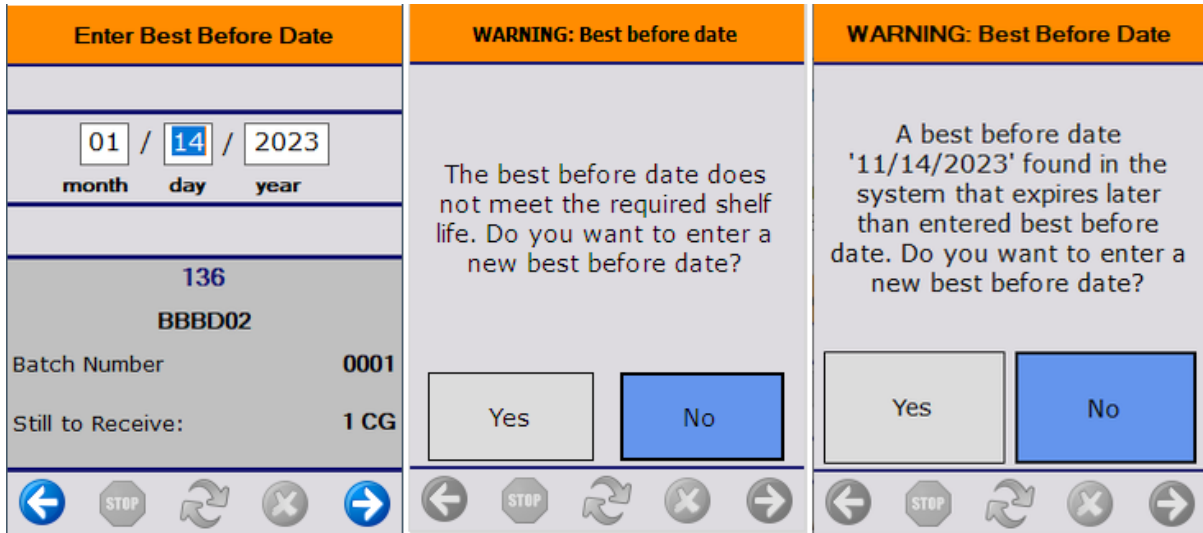 Enter Best Before Date
01 / 14 / 2023
month day year
136
BBBD02
Batch Number 0001
Still to Receive: 1 CG
STOP
WARNING: Best before date
The best before date does
not meet the required shelf
life. Do you want to enter a
new best before date?
Yes No
STOP
WARNING: Best Before Date
A best before date
'11/14/2023' found in the
system that expires later
than entered best before
date. Do you want to enter a
new best before date?
Yes No
STOP